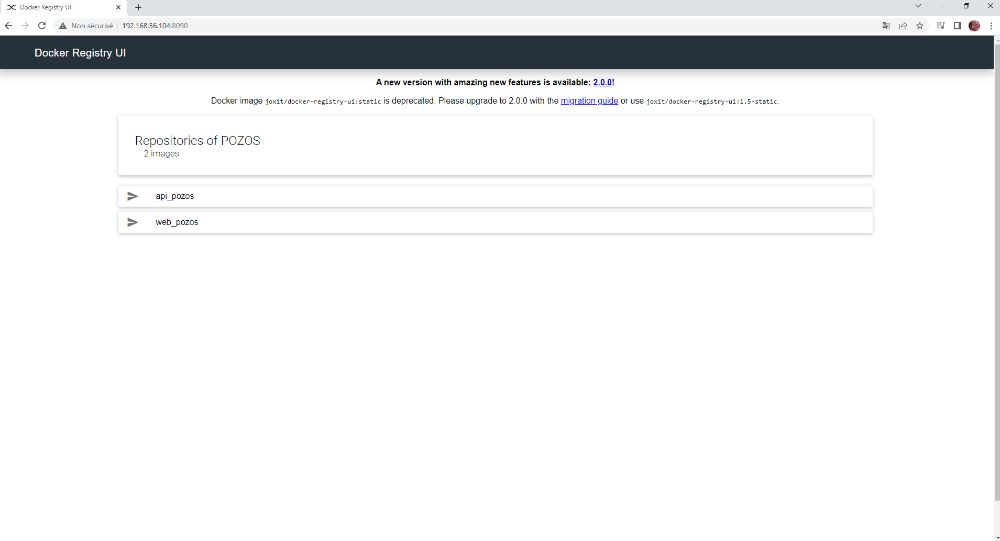 Docker Registry UI
Non sécurisé 192.168.56.104:8090
Docker Registry UI
A new version with amazing new features is available: 2.0.0!
Docker image joxit/docker-registry-ui:static is deprecated. Please upgrade to 2.0.0 with the migration guide or use joxit/docker-registry-ui:1.5-static.
Repositories of POZOS
2 images
api_pozos
web_pozos